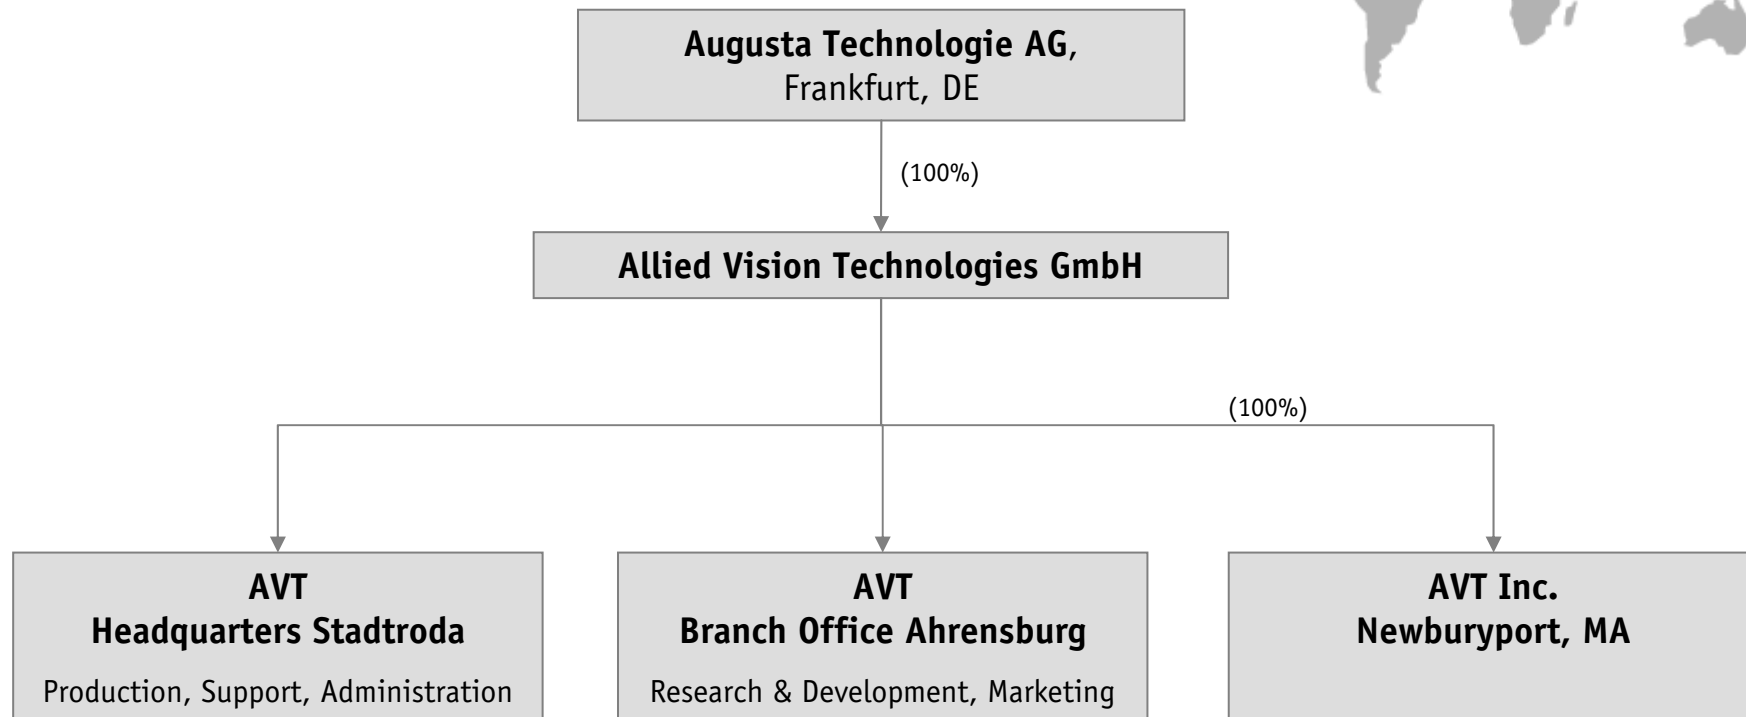 Augusta Technologie AG,
Frankfurt, DE
(100%)
Allied Vision Technologies GmbH
(100%)
AVT
Headquarters Stadtroda
Production, Support, Administration
AVT
Branch Office Ahrensburg
Research & Development, Marketing
AVT Inc.
Newburyport, MA